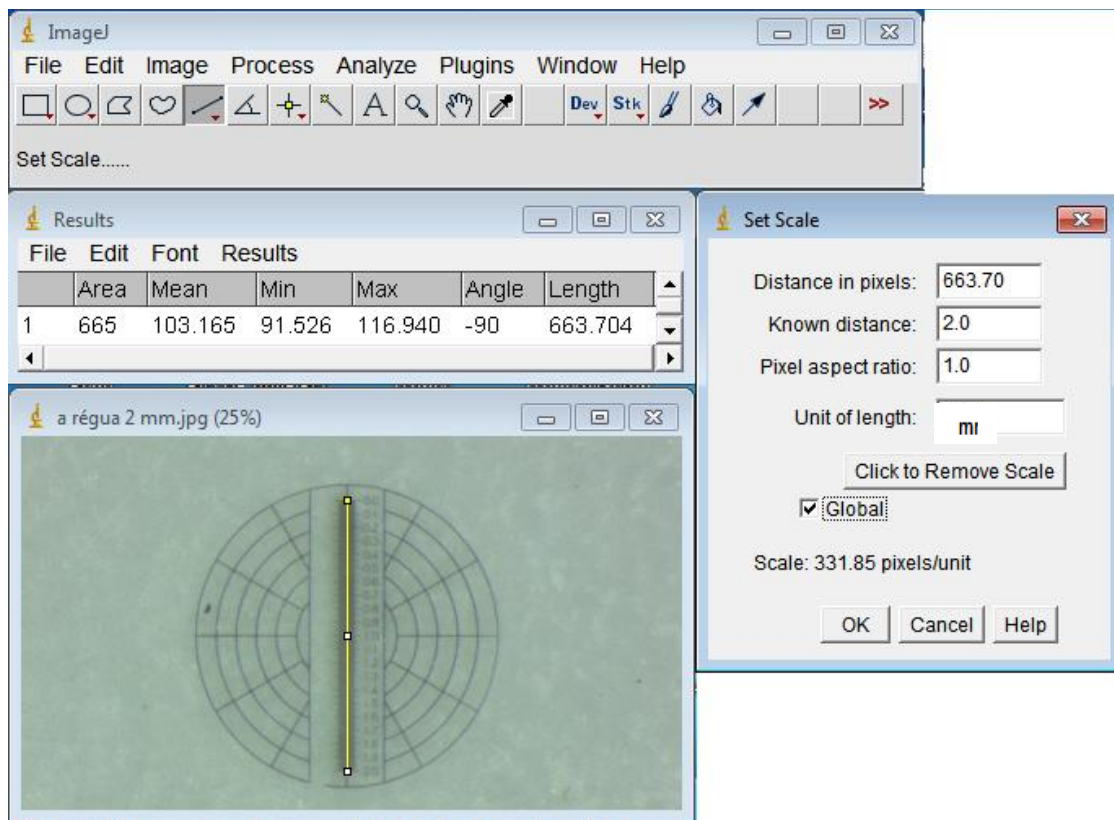 ImageJ
File Edit Image Process Analyze Plugins Window Help
A Dev Stk >>
Set Scale......
Results
File Edit Font Results
Area Mean Min Max Angle Length
1 665 103.165 91.526 116.940 -90 663.704
a régua 2 mm.jpg (25%)
Set Scale
Distance in pixels: 663.70
Known distance: 2.0
Pixel aspect ratio: 1.0
Unit of length:
Click to Remove Scale
Global
Scale: 331.85 pixels/unit
OK Cancel Help